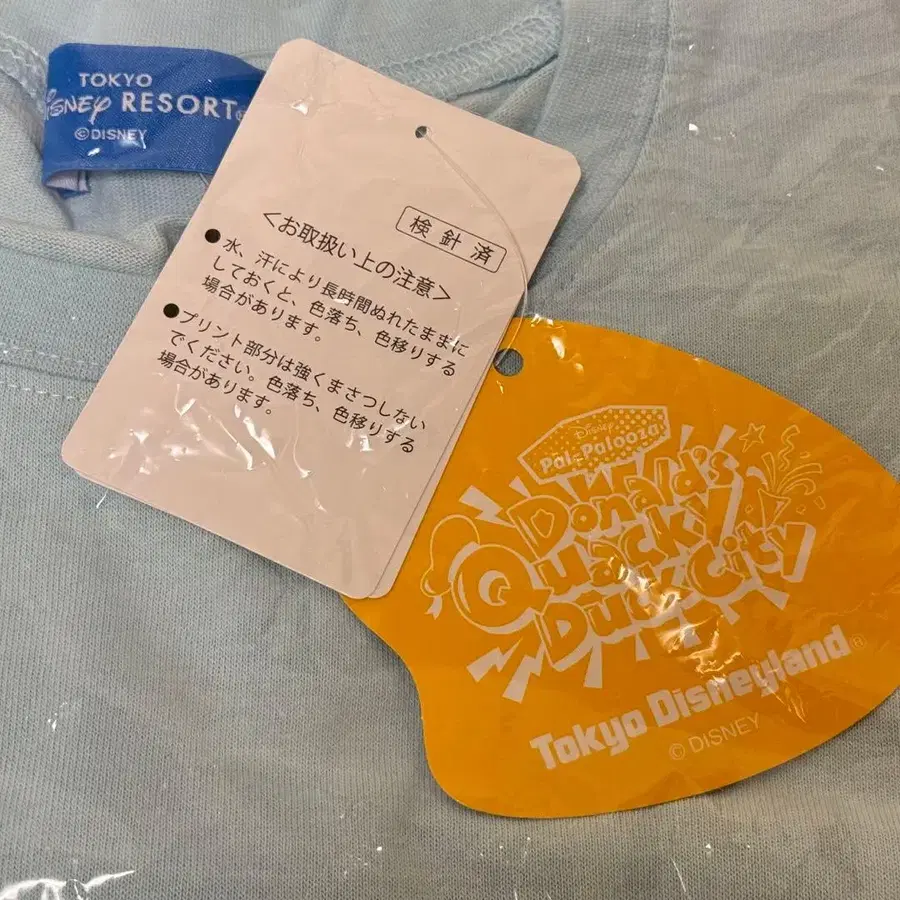 TOKYO
Disney RESORT®
©DISNEY
検針済
<お取扱い上の注意>
●水、汗により長時間ぬれたままに
しておくと、色落ち、色移りする
場合があります。
●プリント部分は強くまさつしない
でください。色落ち、色移りする
場合があります。
Disney
Pal-Palooza
Donald's
Quacky
Duck City
Tokyo Disneyland®
© DISNEY